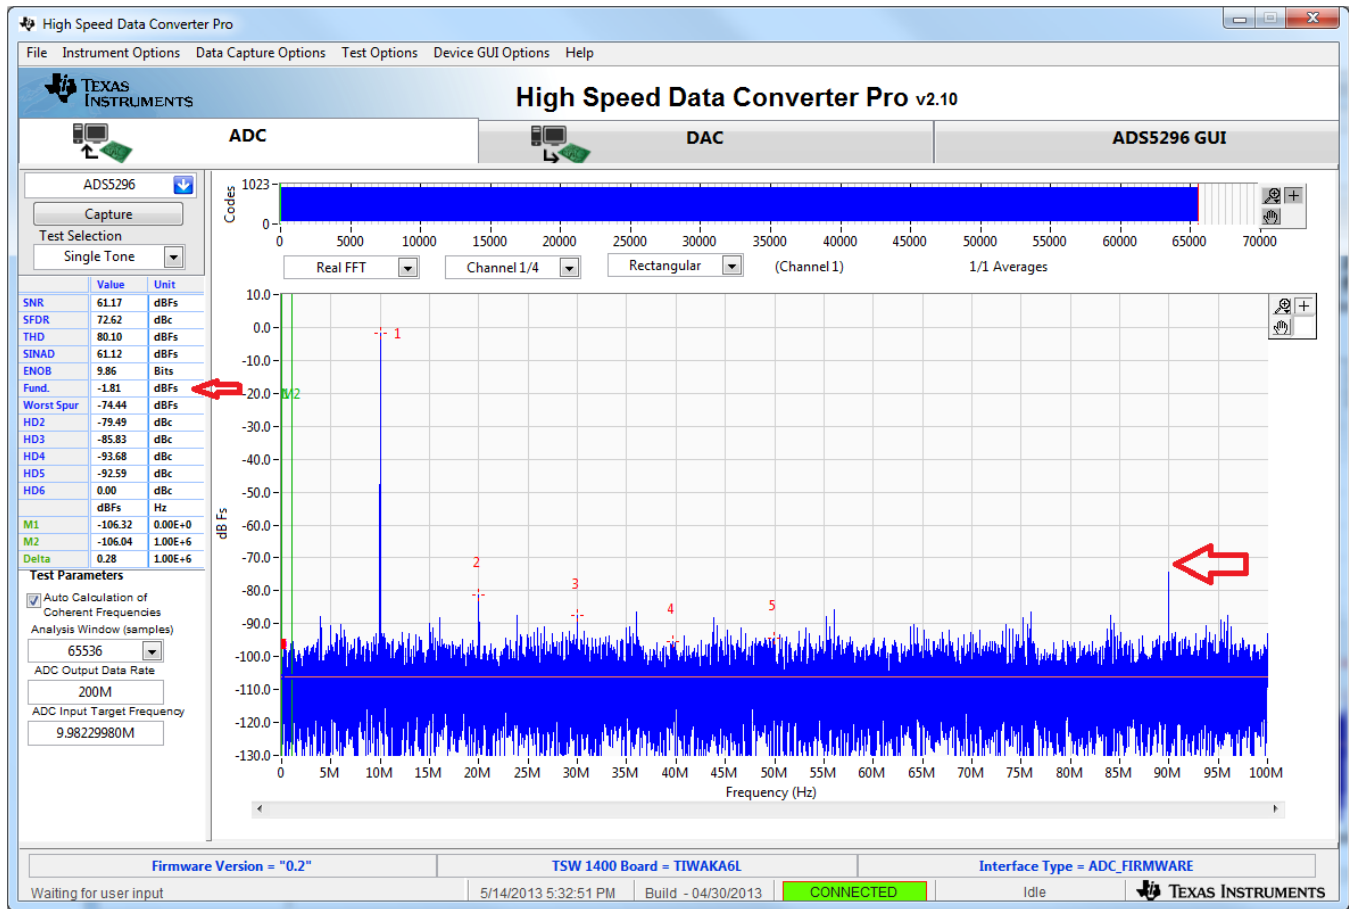 High Speed Data Converter Pro
File Instrument Options Data Capture Options Test Options Device GUI Options Help
TEXAS INSTRUMENTS
High Speed Data Converter Pro v2.10
ADC
DAC
ADS5296 GUI
ADS5296
Capture
Test Selection
Single Tone
Value Unit
SNR 61.17 dBFs
SFDR 72.62 dBc
THD 80.10 dBFs
SINAD 61.12 dBFs
ENOB 9.86 Bits
Fund. -1.81 dBFs
Worst Spur -74.44 dBFs
HD2 -79.49 dBc
HD3 -85.83 dBc
HD4 -93.68 dBc
HD5 -92.59 dBc
HD6 0.00 dBc
dBFs Hz
M1 -106.32 0.00E+0
M2 -106.04 1.00E+6
Delta 0.28 1.00E+6
Test Parameters
Auto Calculation of
Coherent Frequencies
Analysis Window (samples)
65536
ADC Output Data Rate
200M
ADC Input Target Frequency
9.98229980M
Codes
1023
0
0 5000 10000 15000 20000 25000 30000 35000 40000 45000 50000 55000 60000 65000 70000
Real FFT Channel 1/4 Rectangular (Channel 1) 1/1 Averages
dB Fs
10.0
0.0
-10.0
-20.0
-30.0
-40.0
-50.0
-60.0
-70.0
-80.0
-90.0
-100.0
-110.0
-120.0
-130.0
M2
1
2
3
4
5
0 5M 10M 15M 20M 25M 30M 35M 40M 45M 50M 55M 60M 65M 70M 75M 80M 85M 90M 95M 100M
Frequency (Hz)
Firmware Version = "0.2"
TSW 1400 Board = TIWAKA6L
Interface Type = ADC_FIRMWARE
Waiting for user input
5/14/2013 5:32:51 PM
Build - 04/30/2013
CONNECTED
Idle
TEXAS INSTRUMENTS